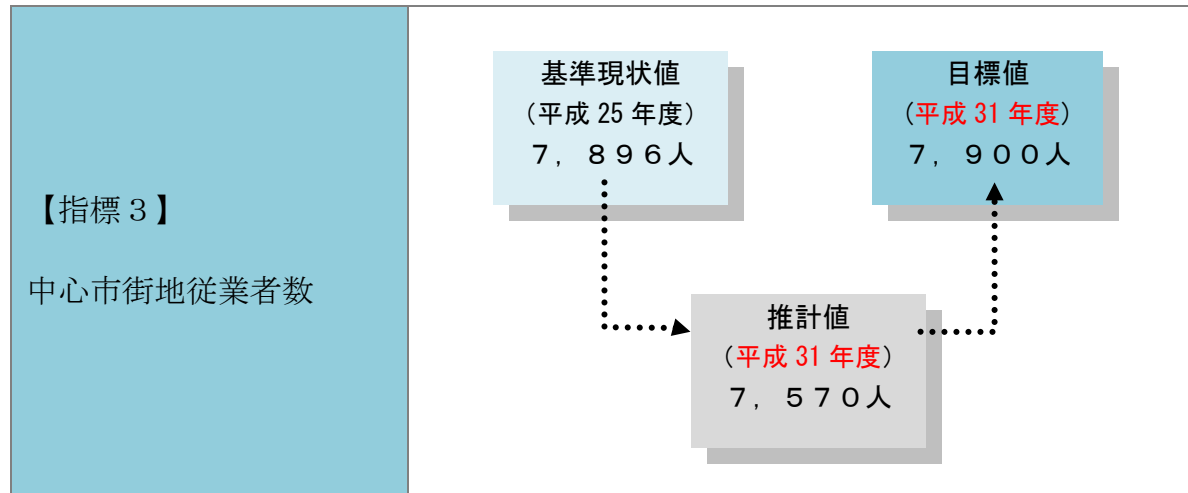 【指標３】
中心市街地従業者数
基準現状値
（平成 25 年度）
７，８９６人
目標値
（平成 31 年度）
７，９００人
推計値
（平成 31 年度）
７，５７０人